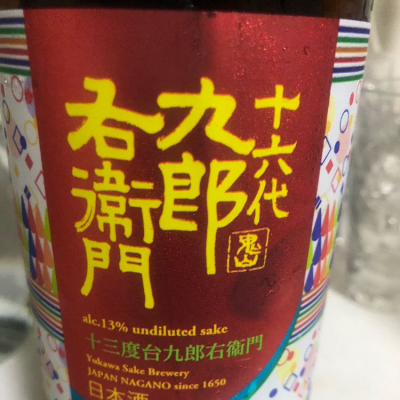 十六代
九郎
右衛門
鬼山
alc.13% undiluted sake
十三度台九郎右衛門
Yukawa Sake Brewery
JAPAN NAGANO since 1650
日本酒